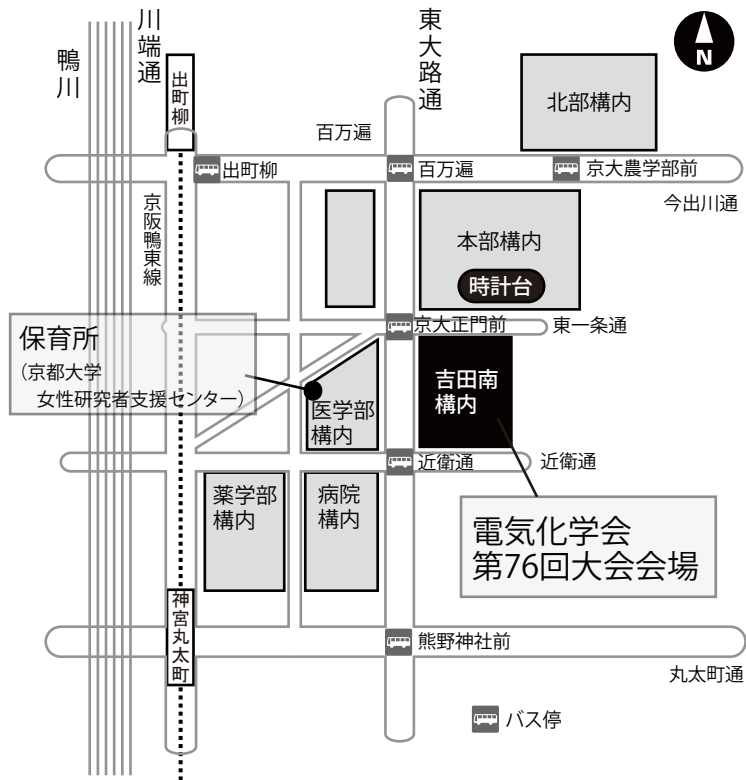 鴨川
川端通
東大路通
N
出町柳
北部構内
百万遍
出町柳
百万遍
京大農学部前
今出川通
京阪鴨東線
本部構内
時計台
京大正門前
東一条通
保育所
（京都大学
女性研究者支援センター）
吉田南
構内
医学部
構内
近衛通
近衛通
薬学部
構内
病院
構内
電気化学会
第76回大会会場
神宮丸太町
熊野神社前
丸太町通
バス停